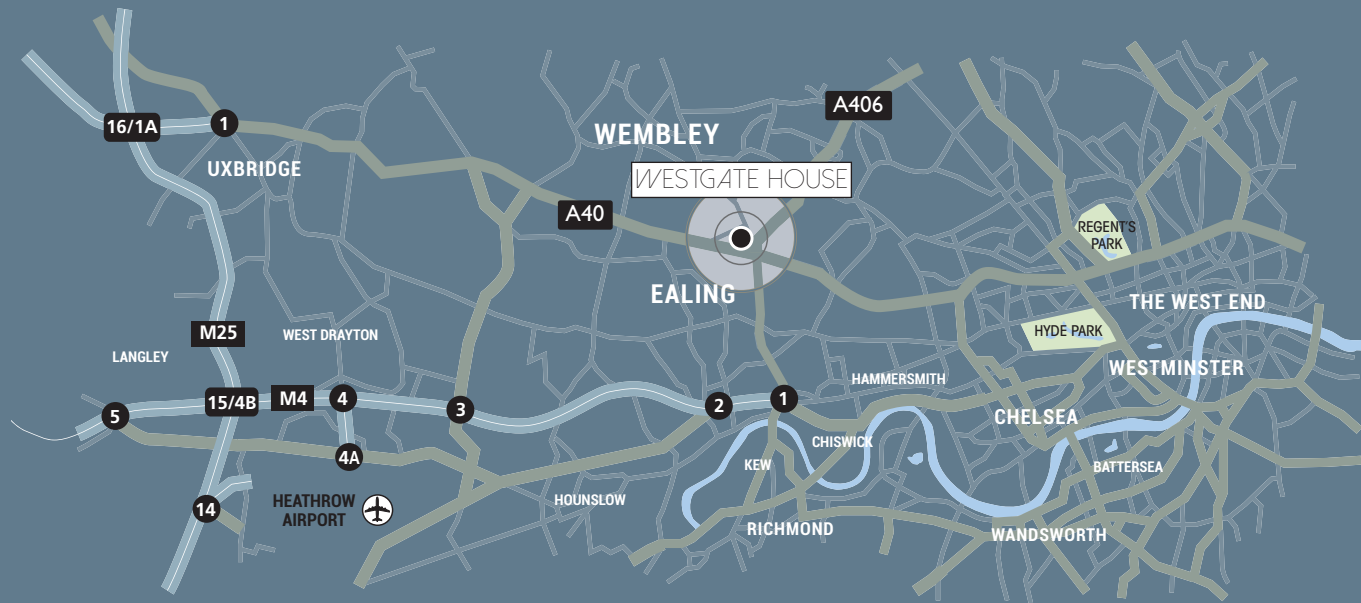 A406
16/1A
1
WEMBLEY
UXBRIDGE
WESTGATE HOUSE
A40
REGENT'S
PARK
EALING
THE WEST END
M25
WEST DRAYTON
HYDE PARK
LANGLEY
WESTMINSTER
HAMMERSMITH
15/4B
M4
4
3
2
1
5
CHELSEA
CHISWICK
4A
KEW
BATTERSEA
HEATHROW
AIRPORT
HOUNSLOW
14
RICHMOND
WANDSWORTH